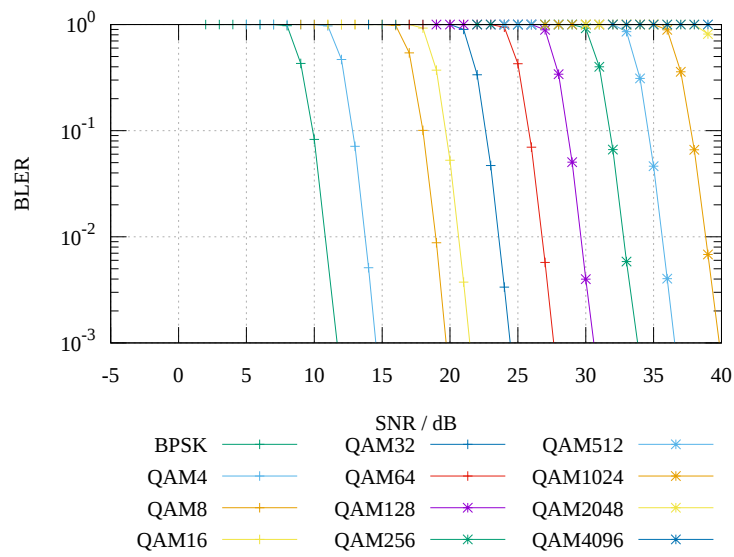 10^0
10^-1
10^-2
10^-3
BLER
-5 0 5 10 15 20 25 30 35 40
SNR / dB
BPSK QAM32 QAM512
QAM4 QAM64 QAM1024
QAM8 QAM128 QAM2048
QAM16 QAM256 QAM4096